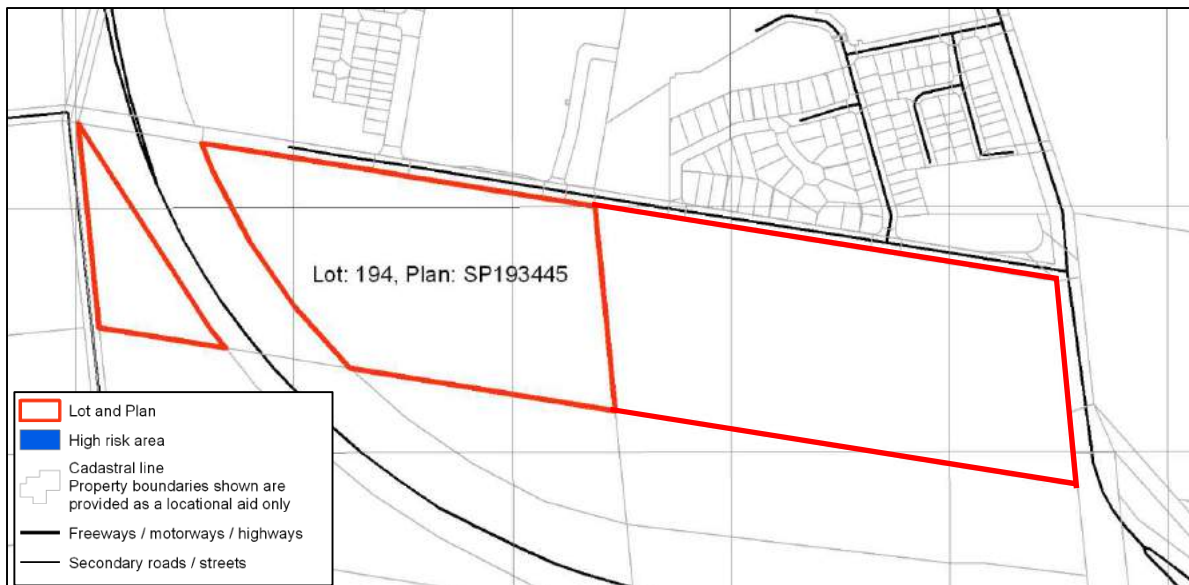 Lot: 194, Plan: SP193445
Lot and Plan
High risk area
Cadastral line
Property boundaries shown are
provided as a locational aid only
Freeways / motorways / highways
Secondary roads / streets